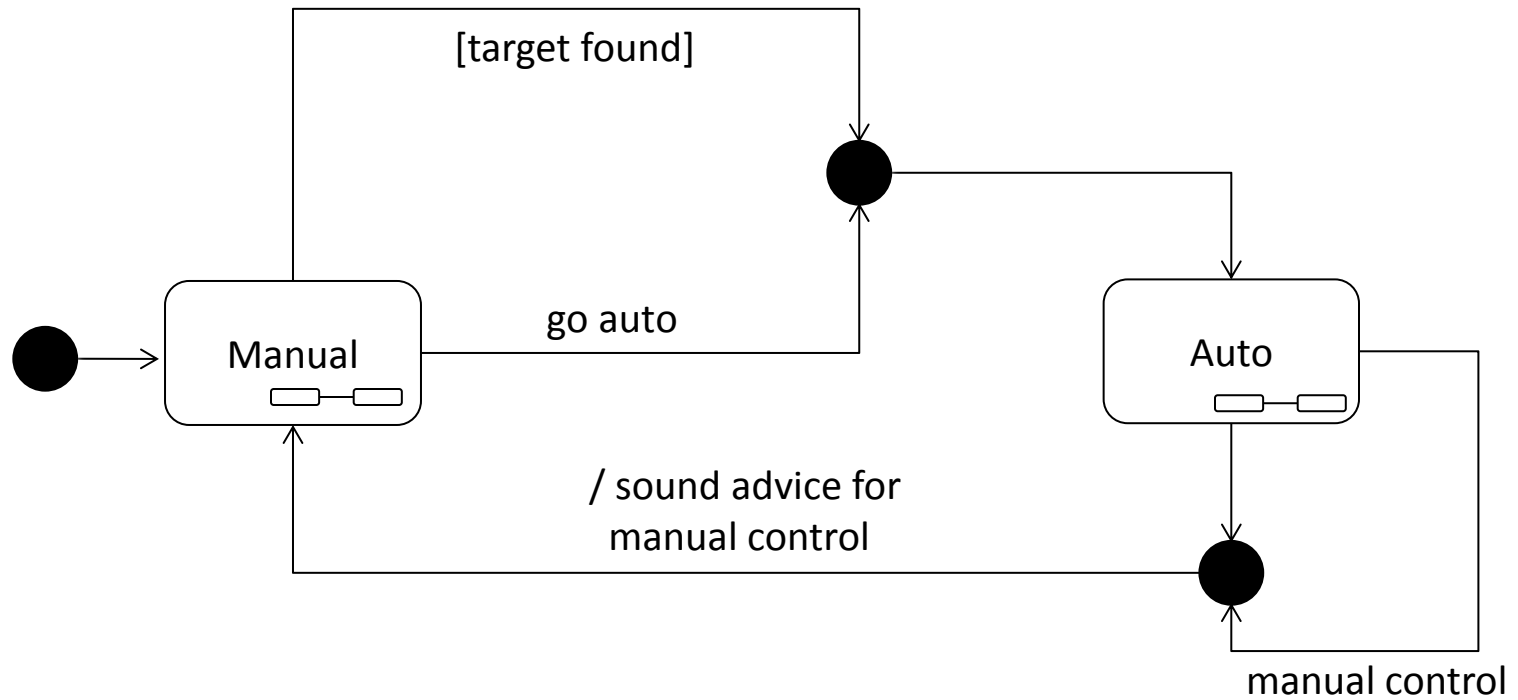 [target found]
go auto
Manual
Auto
/ sound advice for
manual control
manual control